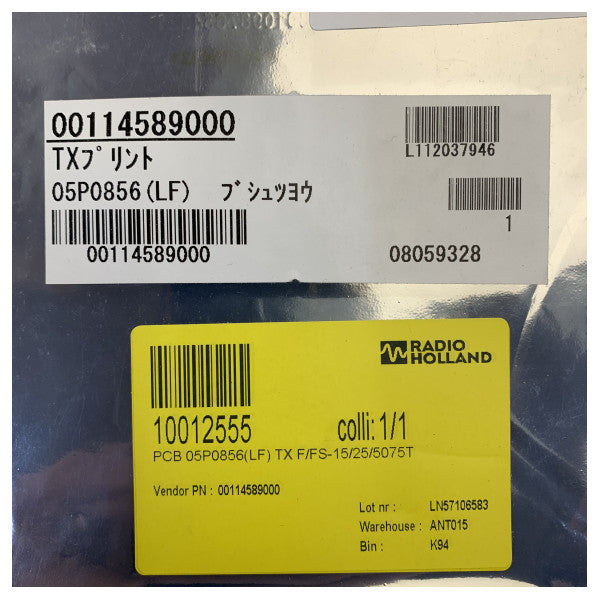 00114589000
TXﾌﾟﾘﾝﾄ
05P0856(LF) ﾌﾞｼｭﾂﾖｳ
00114589000
L112037946
1
08059328
RADIO
HOLLAND
10012555 colli: 1/1
PCB 05P0856(LF) TX F/FS-15/25/5075T
Vendor PN : 00114589000
Lot nr : LN57106583
Warehouse : ANT015
Bin : K94